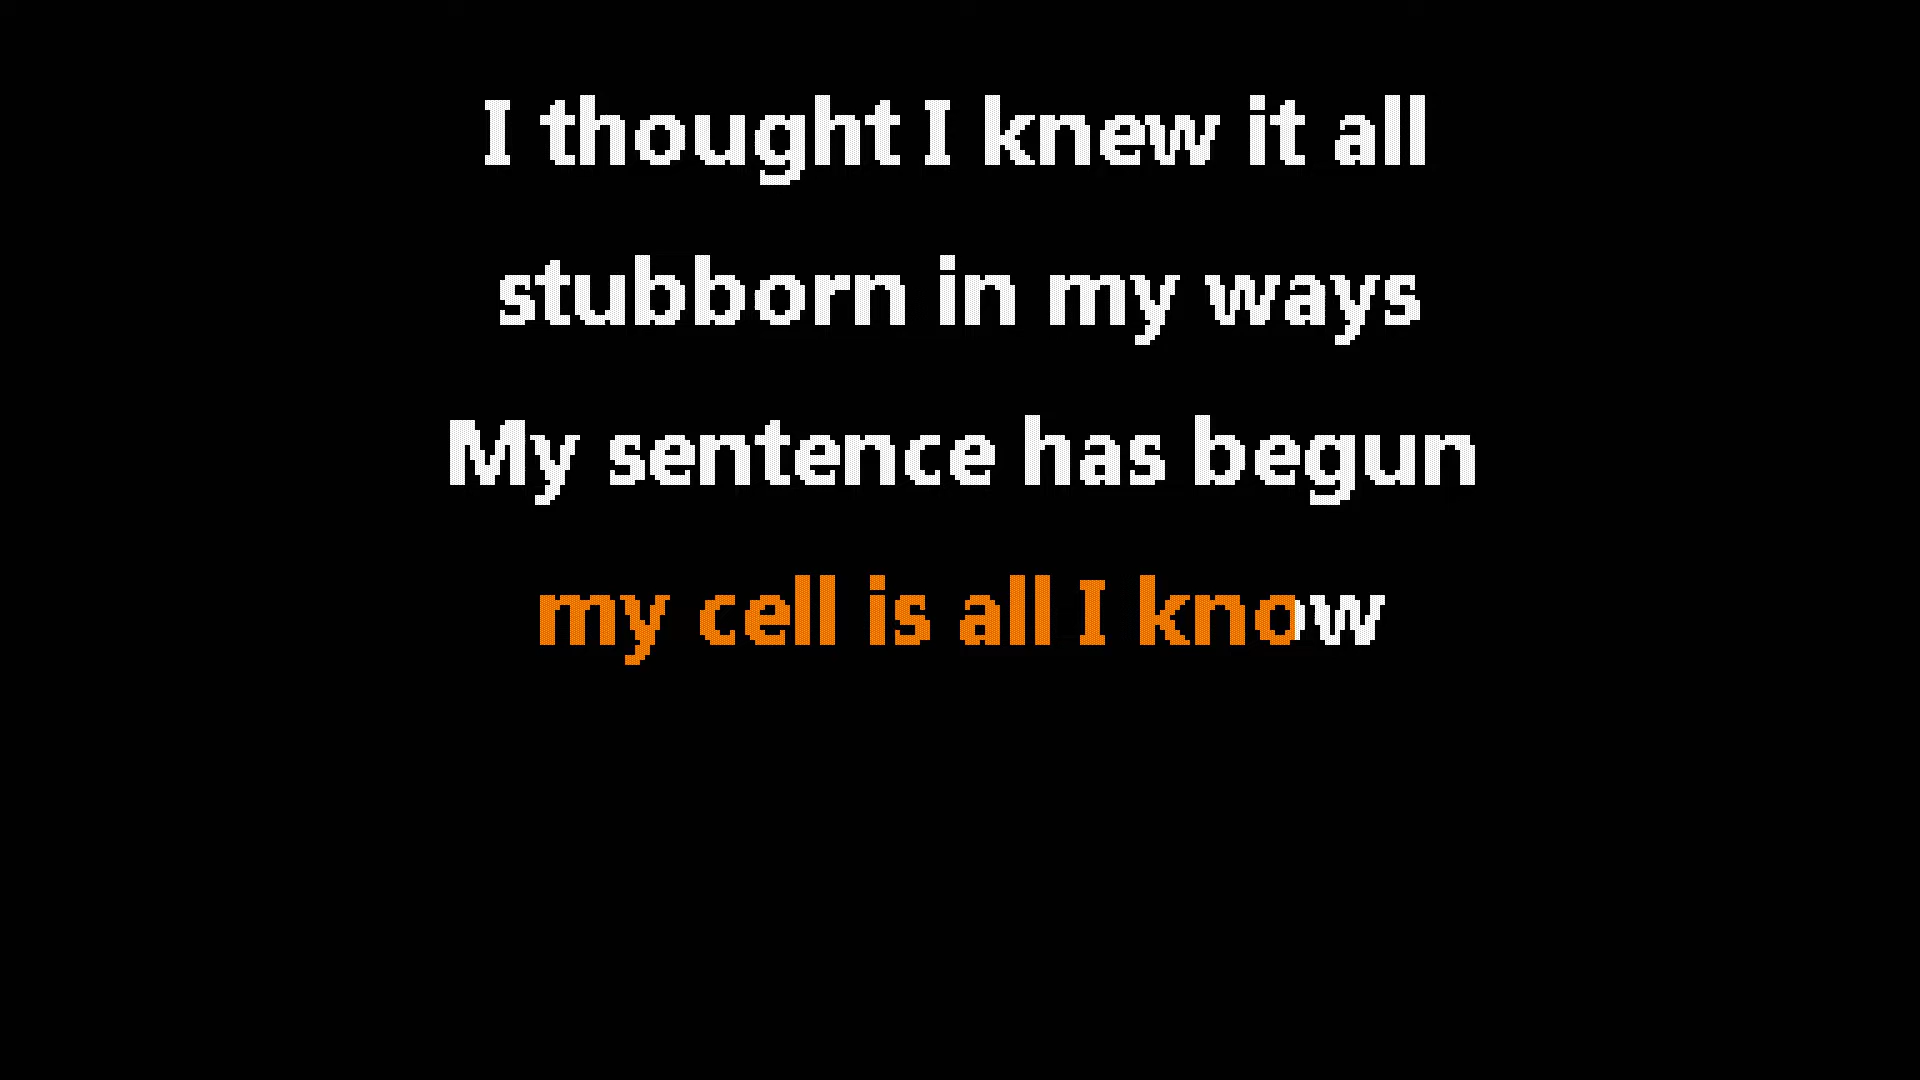 I thought I knew it all
stubborn in my ways
My sentence has begun
my cell is all I know